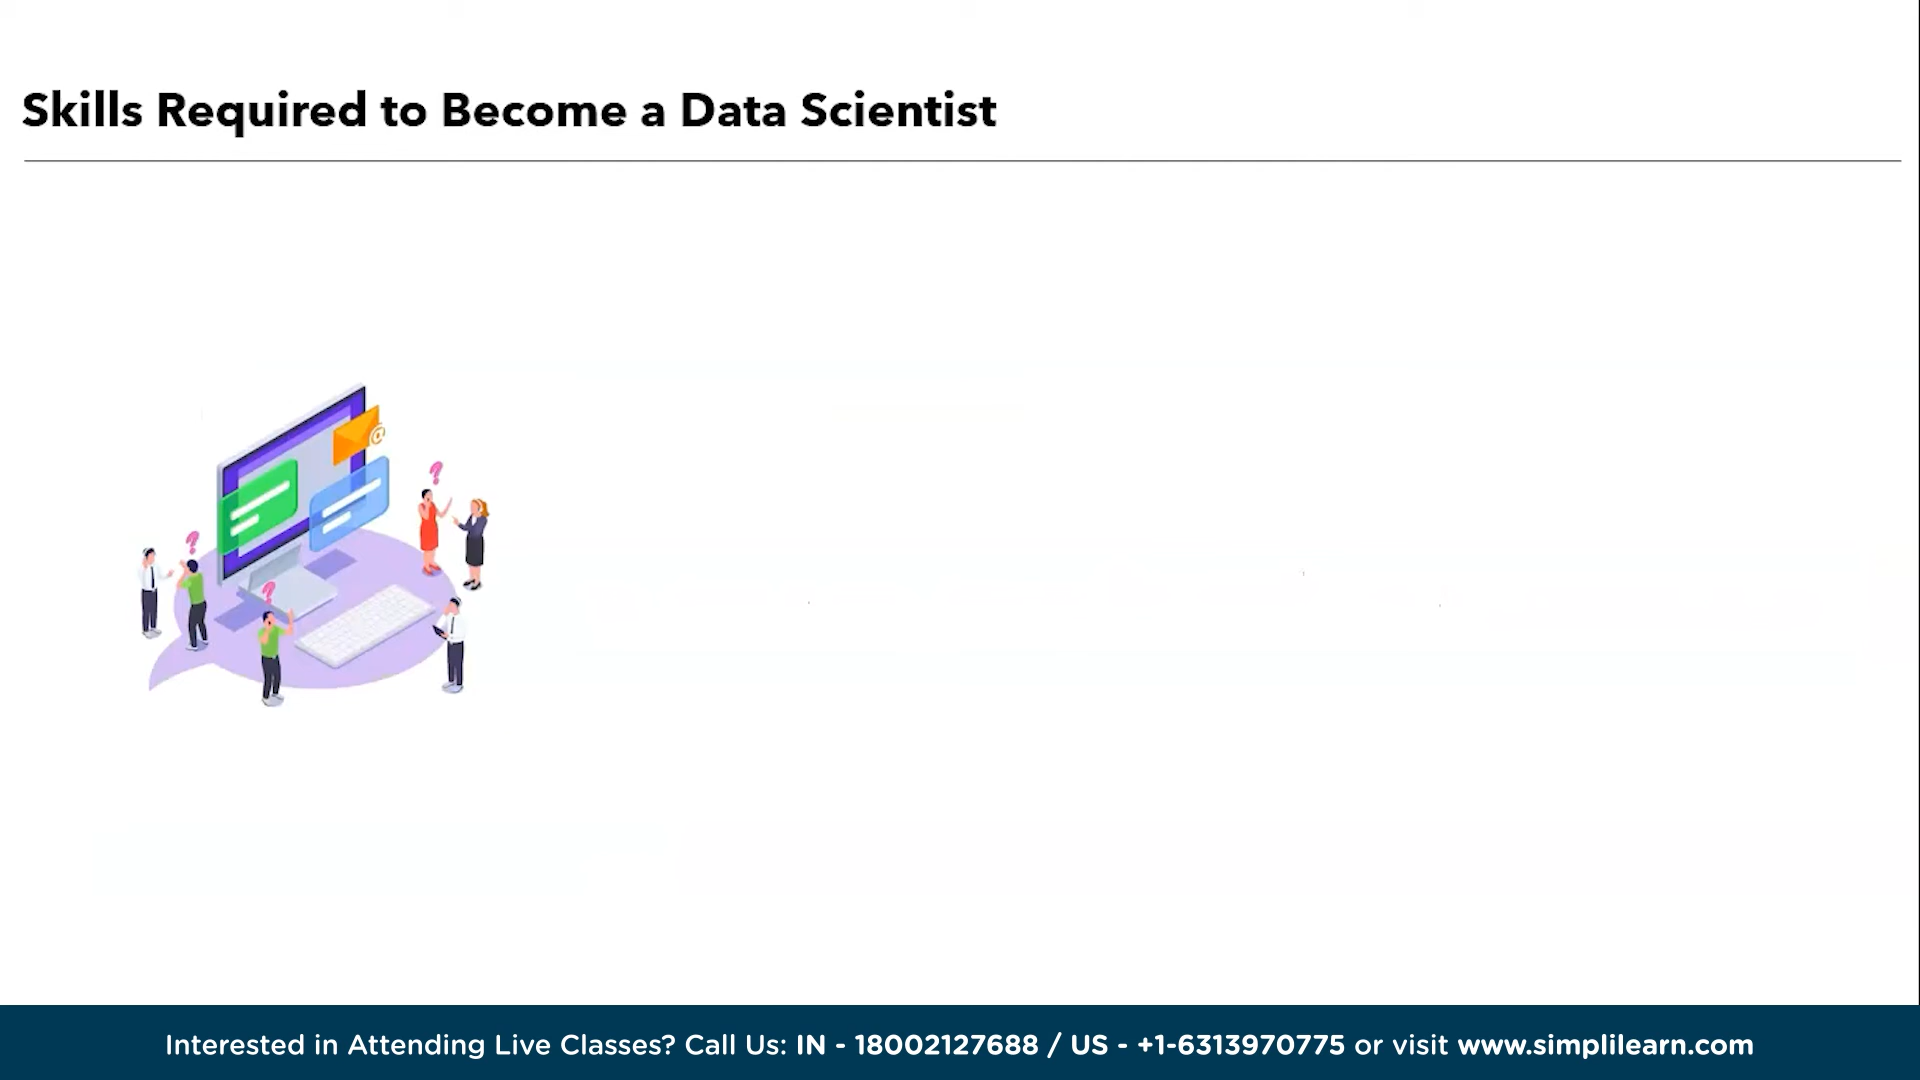 Skills Required to Become a Data Scientist
@
? ? ?
Interested in Attending Live Classes? Call Us: IN - 18002127688 / US - +1-6313970775 or visit www.simplilearn.com